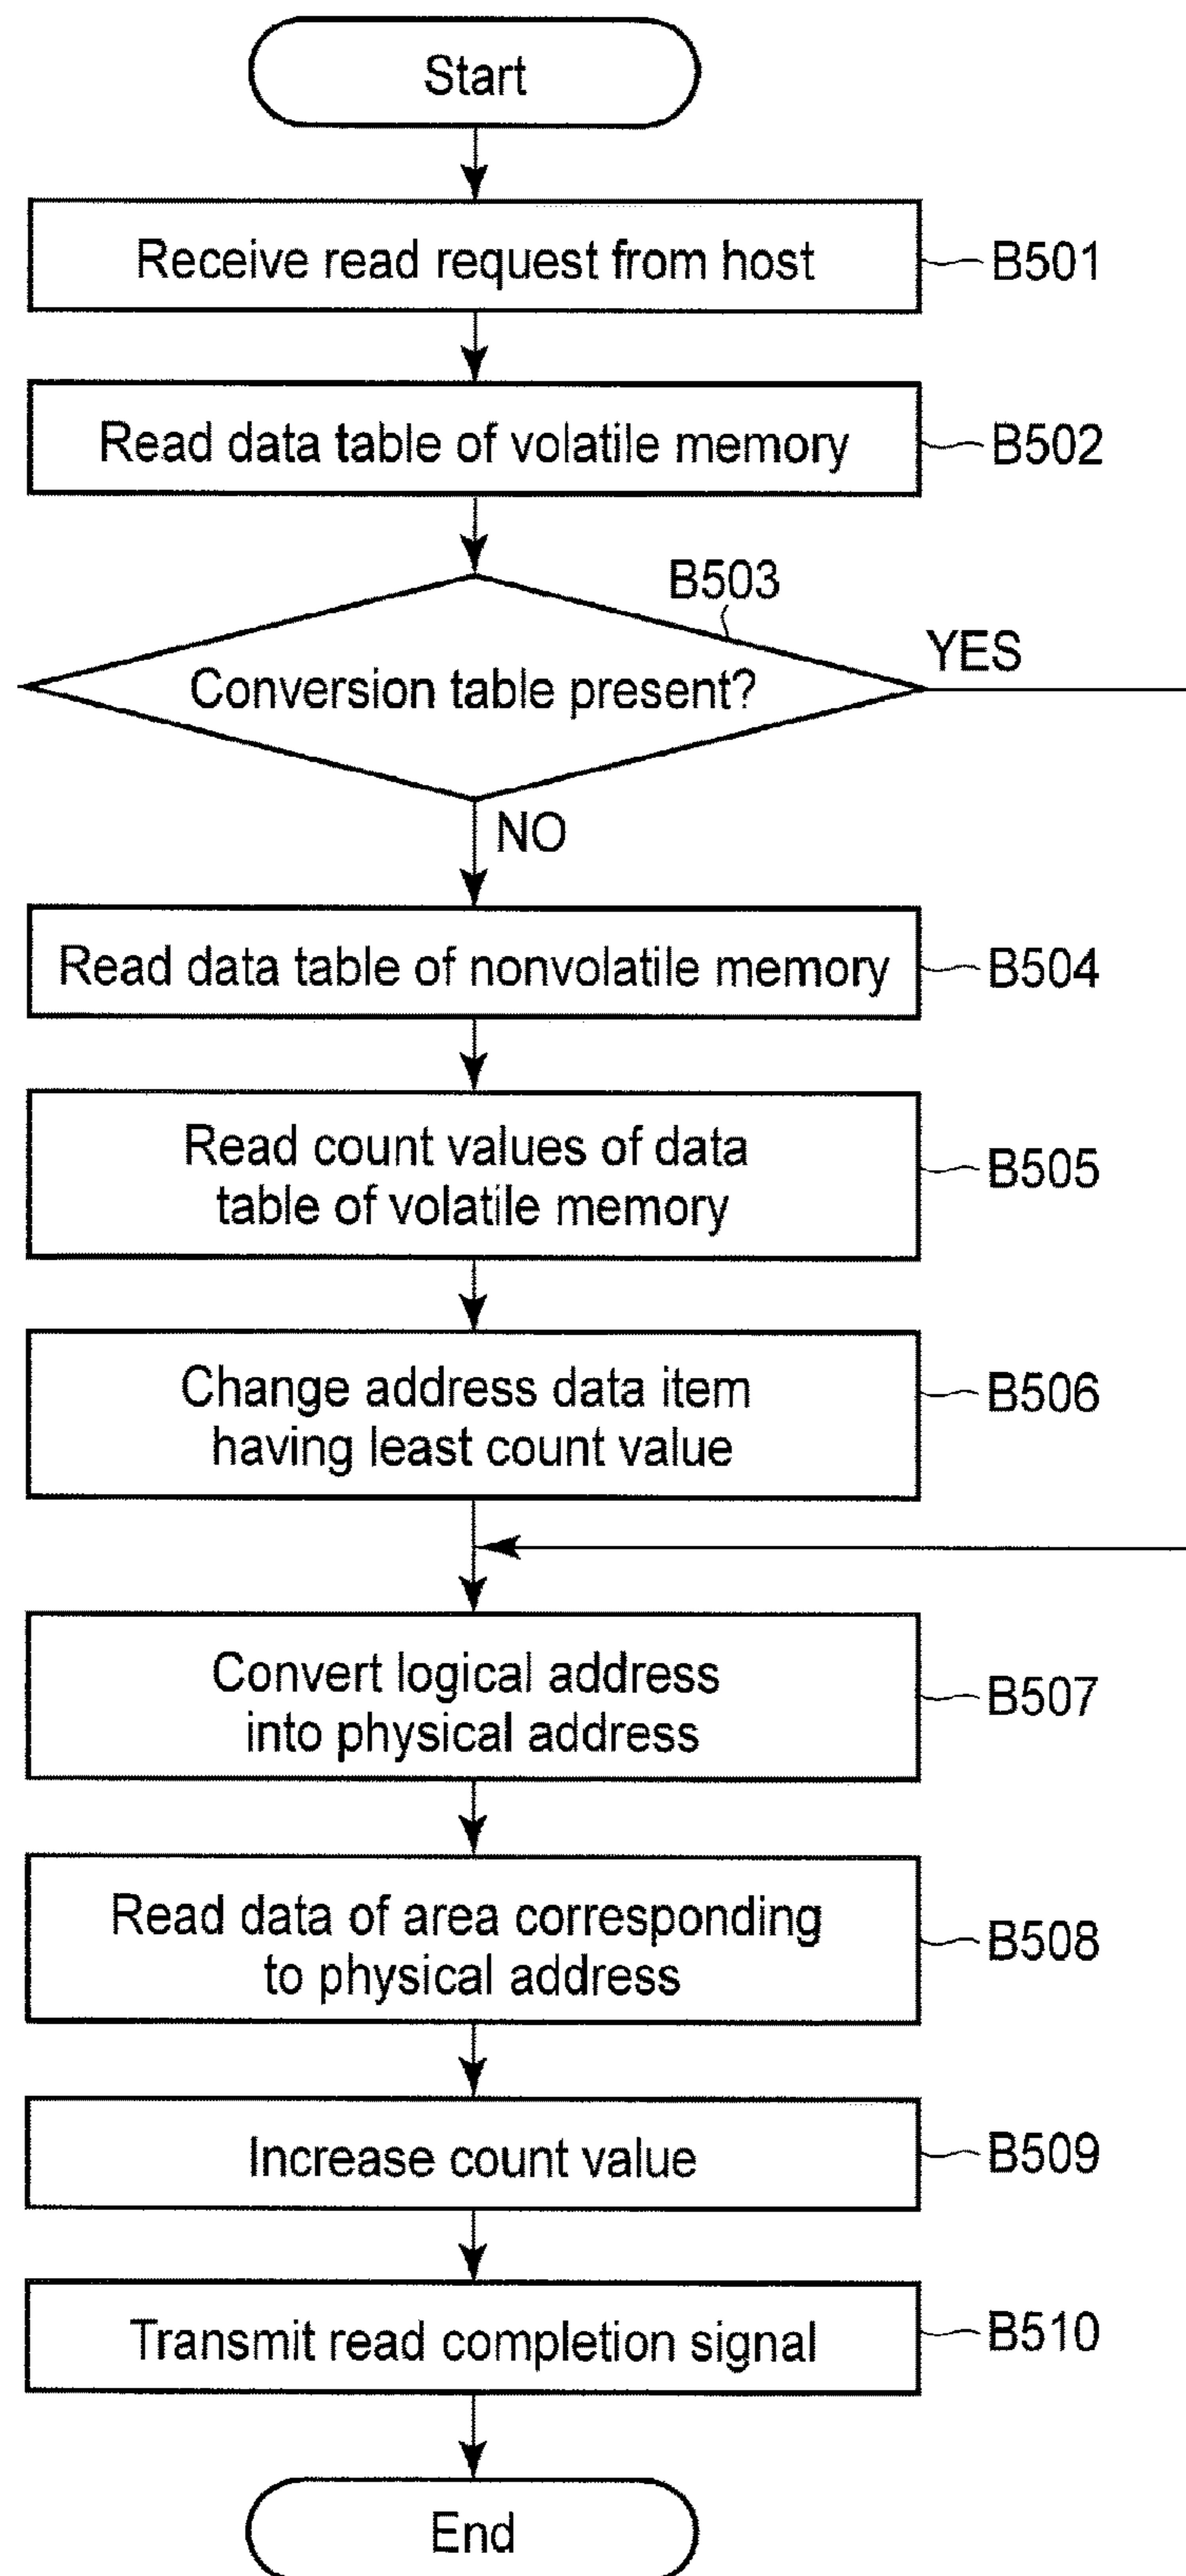 Start
Receive read request from host
B501
Read data table of volatile memory
B502
B503
Conversion table present?
YES
NO
Read data table of nonvolatile memory
B504
Read count values of data
table of volatile memory
B505
Change address data item
having least count value
B506
Convert logical address
into physical address
B507
Read data of area corresponding
to physical address
B508
Increase count value
B509
Transmit read completion signal
B510
End